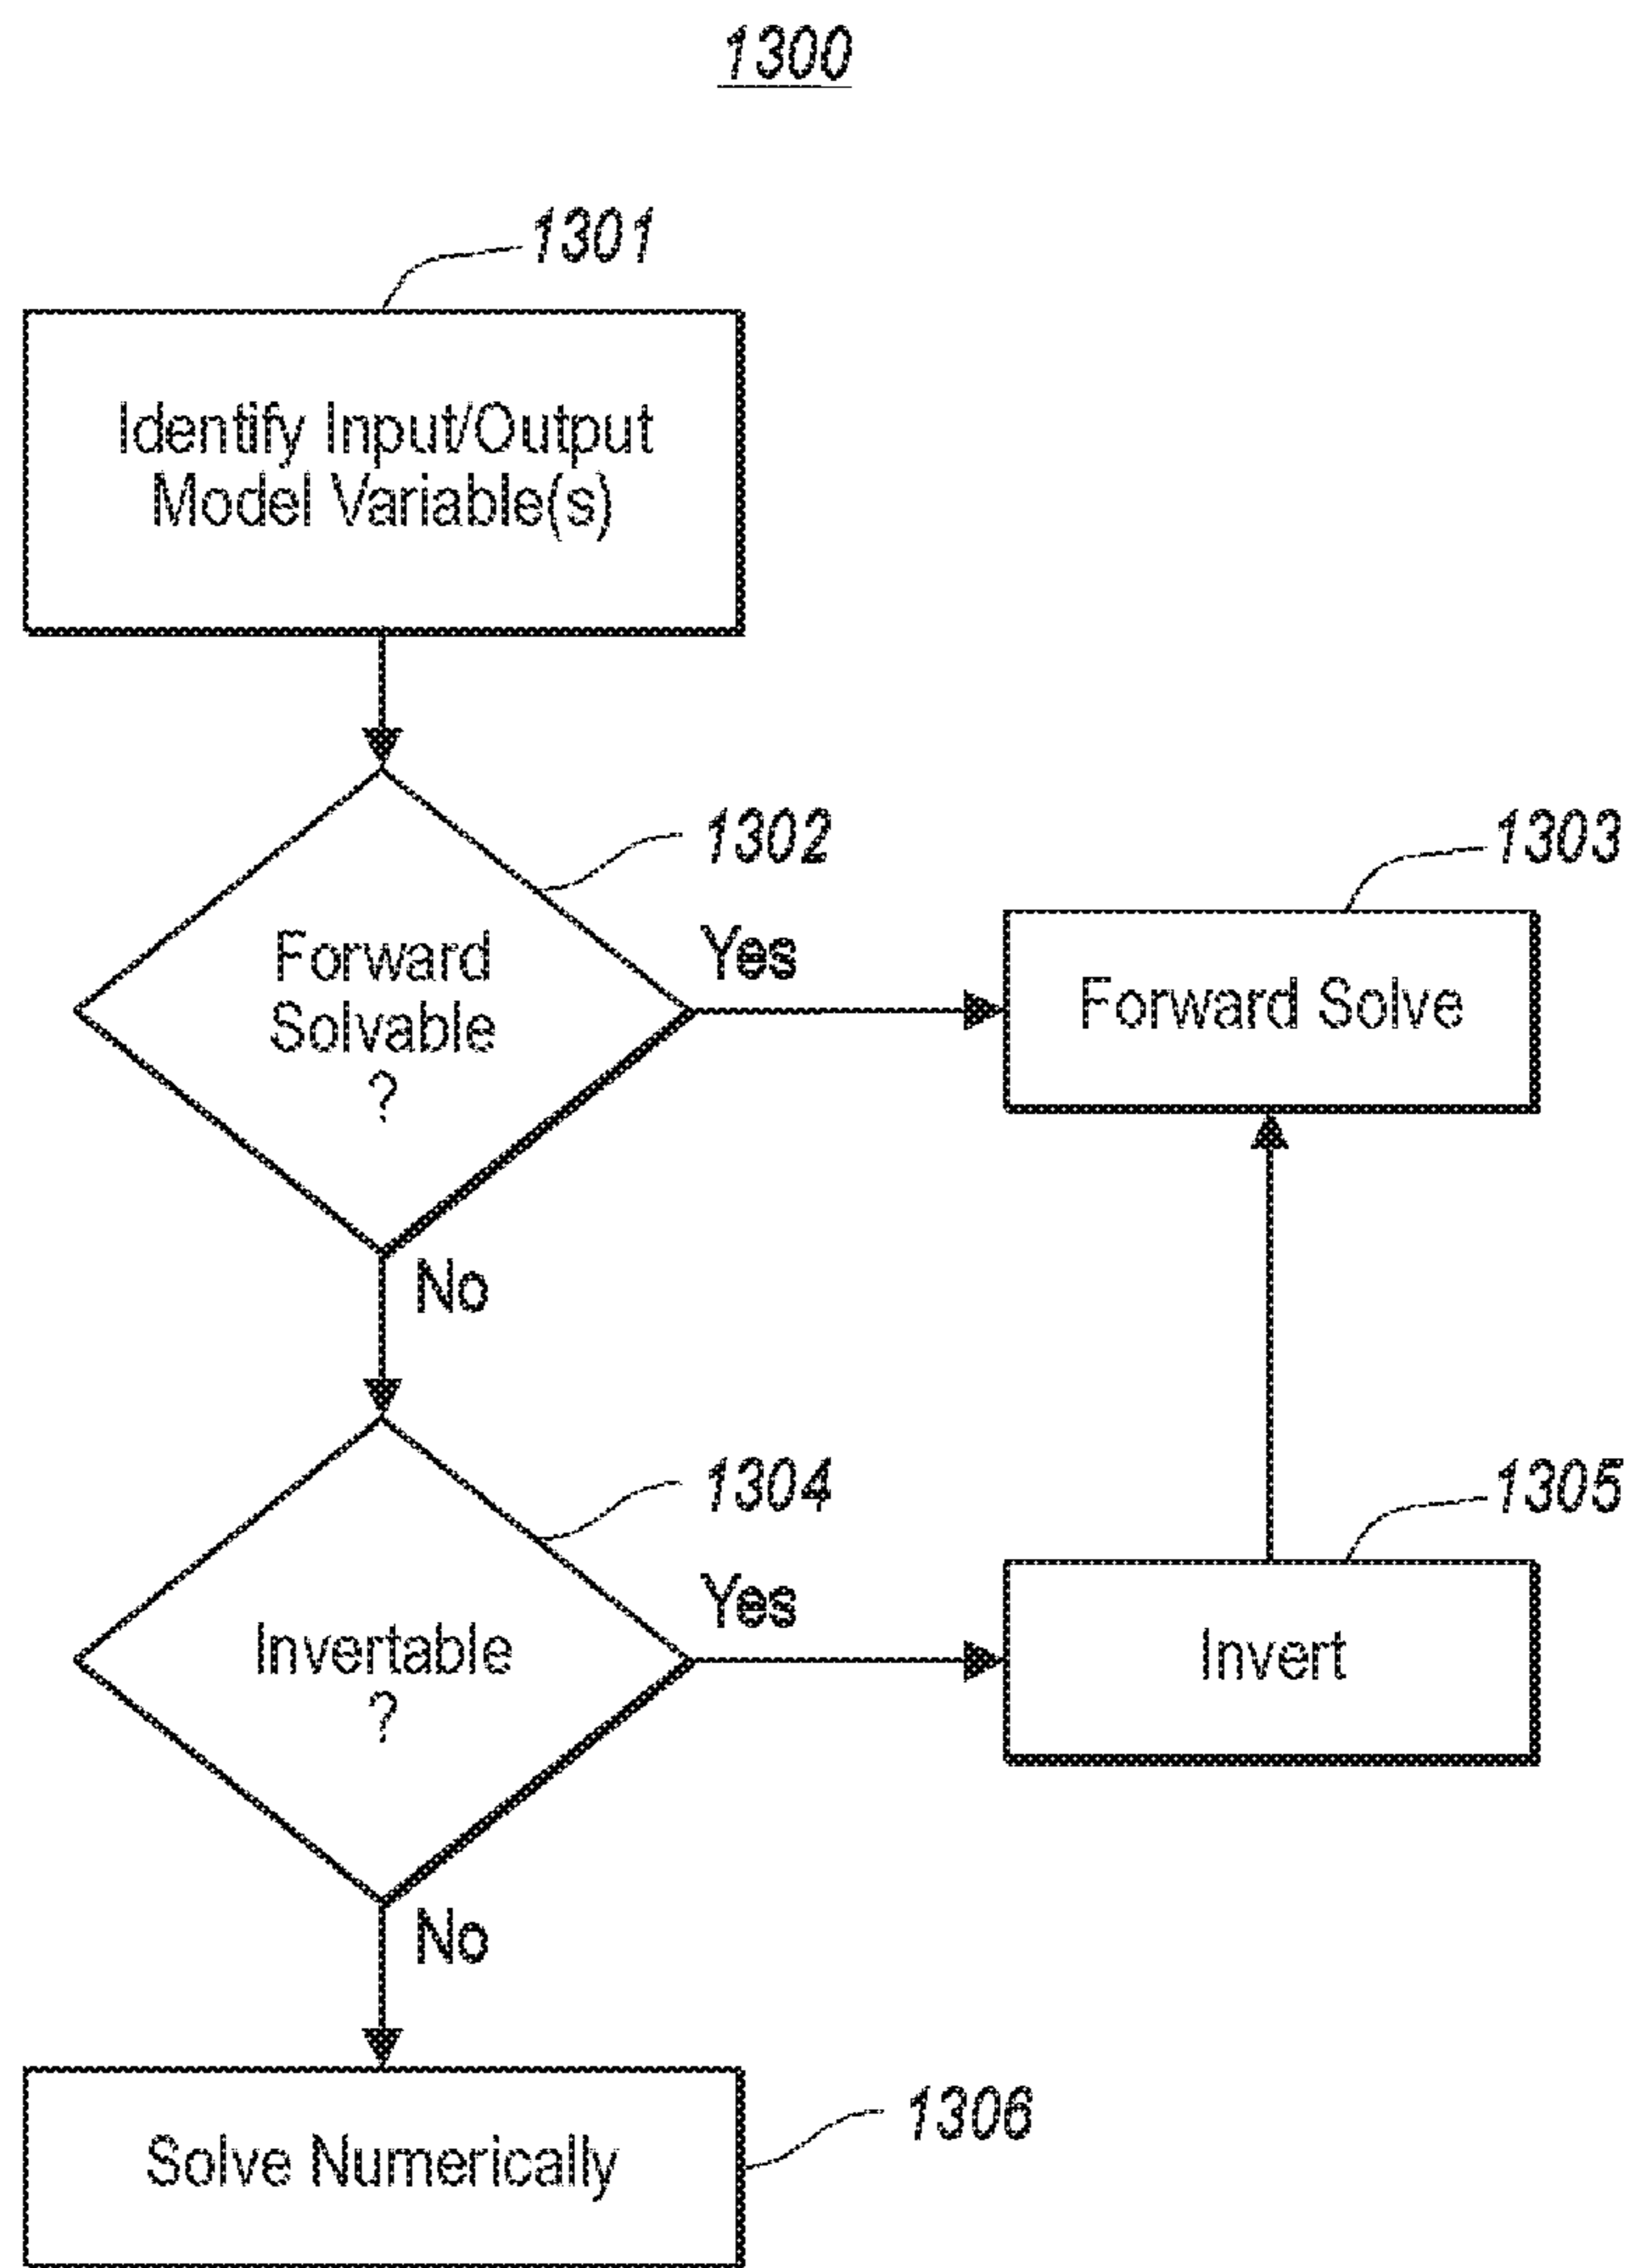 1300
1301
Identify Input/Output
Model Variable(s)
1302
Forward
Solvable
?
Yes
1303
Forward Solve
No
1304
Invertable
?
Yes
1305
Invert
No
1306
Solve Numerically